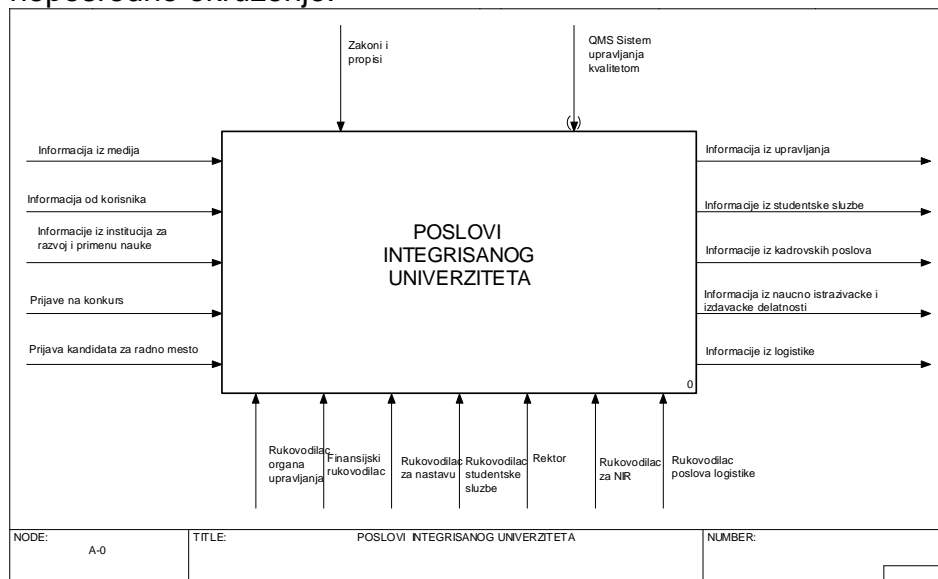 neposredno okruženje.
Zakoni i
propisi
QMS Sistem
upravljanja
kvalitetom
( )
Informacija iz medija
Informacija od korisnika
Informacije iz institucija za
razvoj i primenu nauke
Prijave na konkurs
Prijava kandidata za radno mesto
POSLOVI
INTEGRISANOG
UNIVERZITETA
0
Informacija iz upravljanja
Informacije iz studentske sluzbe
Informacije iz kadrovskih poslova
Informacija iz naucno istrazivacke i
izdavacke delatnosti
Informacije iz logistike
Rukovodilac
organa
upravljanja
Finansijski
rukovodilac
Rukovodilac
za nastavu
Rukovodilac
studentske
sluzbe
Rektor
Rukovodilac
za NIR
Rukovodilac
poslova logistike
NODE:
A-0
TITLE:
POSLOVI INTEGRISANOG UNIVERZITETA
NUMBER: